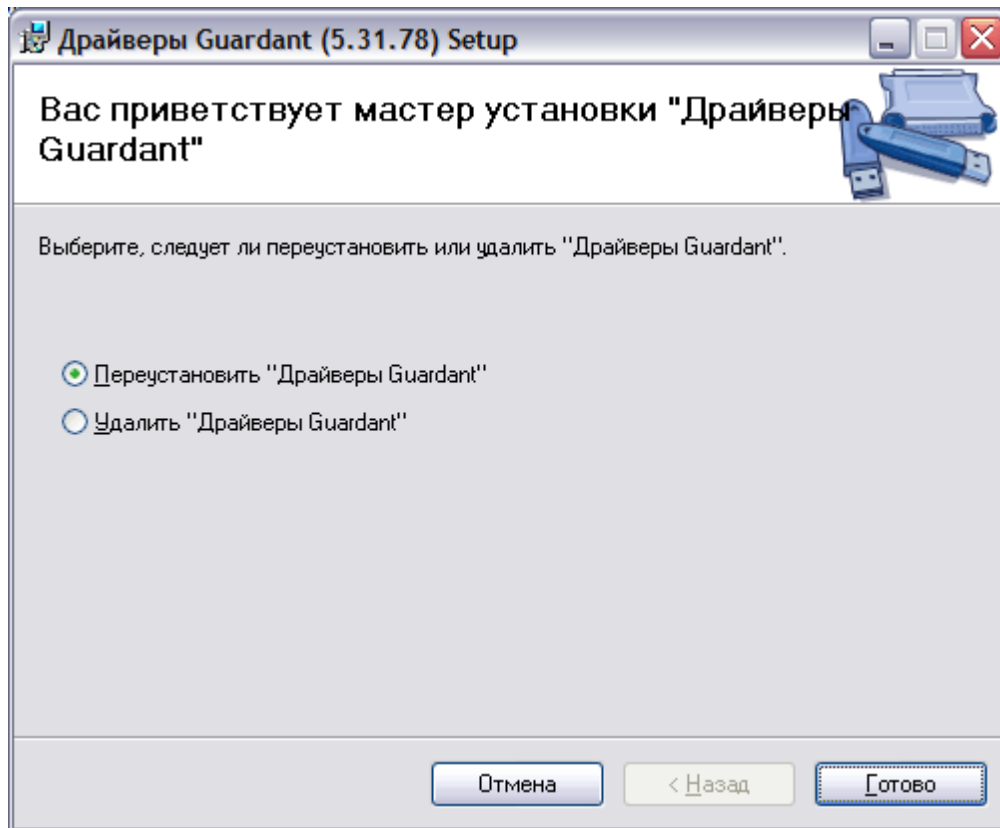 Драйверы Guardant (5.31.78) Setup
Вас приветствует мастер установки "Драйверы
Guardant"
Выберите, следует ли переустановить или удалить "Драйверы Guardant".
Переустановить "Драйверы Guardant"
Удалить "Драйверы Guardant"
Отмена
< Назад
Готово